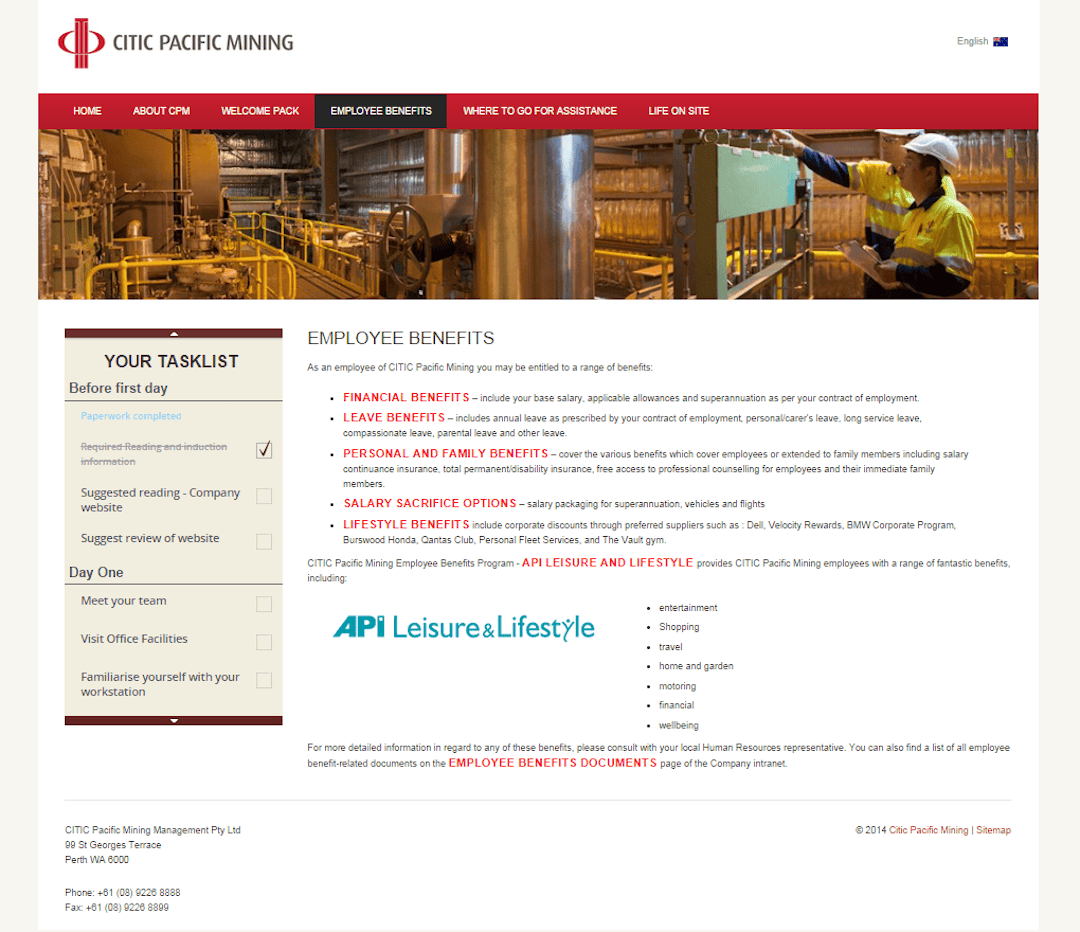 CITIC PACIFIC MINING
English
HOME ABOUT CPM WELCOME PACK EMPLOYEE BENEFITS WHERE TO GO FOR ASSISTANCE LIFE ON SITE
YOUR TASKLIST
Before first day
Paperwork completed
Required Reading and induction
information
Suggested reading - Company
website
Suggest review of website
Day One
Meet your team
Visit Office Facilities
Familiarise yourself with your
workstation
EMPLOYEE BENEFITS
As an employee of CITIC Pacific Mining you may be entitled to a range of benefits:
• FINANCIAL BENEFITS – include your base salary, applicable allowances and superannuation as per your contract of employment.
• LEAVE BENEFITS – includes annual leave as prescribed by your contract of employment, personal/carer's leave, long service leave,
compassionate leave, parental leave and other leave.
• PERSONAL AND FAMILY BENEFITS – cover the various benefits which cover employees or extended to family members including salary
continuance insurance, total permanent/disability insurance, free access to professional counselling for employees and their immediate family
members.
• SALARY SACRIFICE OPTIONS – salary packaging for superannuation, vehicles and flights
• LIFESTYLE BENEFITS include corporate discounts through preferred suppliers such as : Dell, Velocity Rewards, BMW Corporate Program,
Burswood Honda, Qantas Club, Personal Fleet Services, and The Vault gym.
CITIC Pacific Mining Employee Benefits Program - API LEISURE AND LIFESTYLE provides CITIC Pacific Mining employees with a range of fantastic benefits,
including:
API Leisure & Lifestyle
• entertainment
• Shopping
• travel
• home and garden
• motoring
• financial
• wellbeing
For more detailed information in regard to any of these benefits, please consult with your local Human Resources representative. You can also find a list of all employee
benefit-related documents on the EMPLOYEE BENEFITS DOCUMENTS page of the Company intranet.
CITIC Pacific Mining Management Pty Ltd
99 St Georges Terrace
Perth WA 6000
Phone: +61 (08) 9226 8888
Fax: +61 (08) 9226 8899
© 2014 Citic Pacific Mining | Sitemap